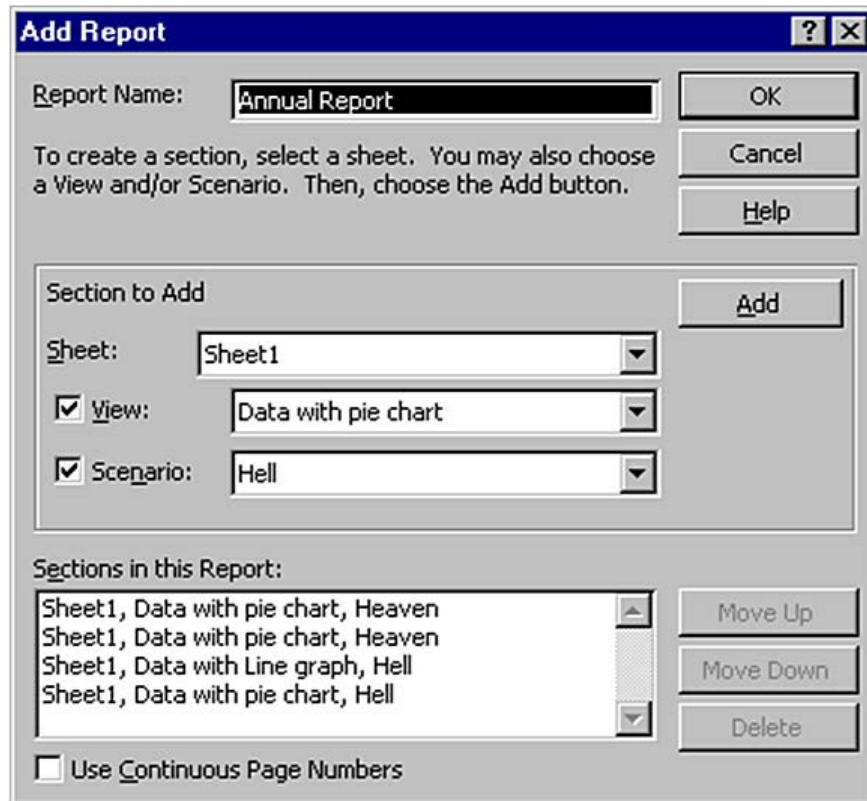 Add Report
Report Name:
Annual Report
OK
To create a section, select a sheet. You may also choose
a View and/or Scenario. Then, choose the Add button.
Cancel
Help
Section to Add
Add
Sheet:
Sheet1
View:
Data with pie chart
Scenario:
Hell
Sections in this Report:
Sheet1, Data with pie chart, Heaven
Sheet1, Data with pie chart, Heaven
Sheet1, Data with Line graph, Hell
Sheet1, Data with pie chart, Hell
Move Up
Move Down
Delete
Use Continuous Page Numbers